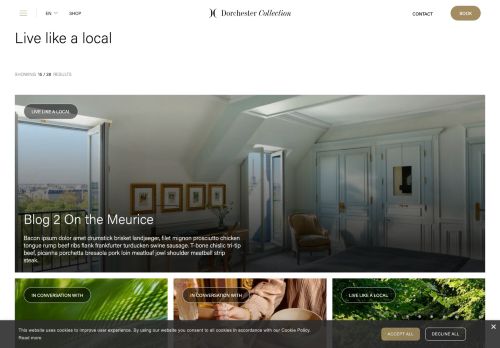 EN SHOP Dorchester Collection CONTACT BOOK
Live like a local
SHOWING 15 / 28 RESULTS
LIVE LIKE A LOCAL
Blog 2 On the Meurice
Bacon ipsum dolor amet drumstick brisket landjaeger, filet mignon prosciutto chicken
tongue rump beef ribs flank frankfurter turducken swine sausage. T-bone chislic tri-tip
beef, picanha porchetta bresaola pork loin meatloaf jowl shoulder meatball strip
steak.
IN CONVERSATION WITH
IN CONVERSATION WITH
LIVE LIKE A LOCAL
This website uses cookies to improve user experience. By using our website you consent to all cookies in accordance with our Cookie Policy.
Read more
ACCEPT ALL
DECLINE ALL